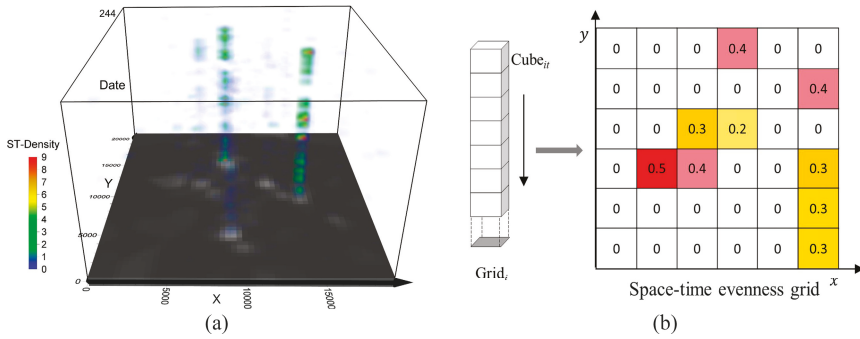 244
Date
ST-Density
9
8
7
6
5
4
3
2
1
0
20000
15000
Y
10000
5000
0
0
5000
X
10000
15000
(a)
Cube_it
Grid_i
y
0 0 0 0.4 0 0
0 0 0 0 0 0.4
0 0 0.3 0.2 0 0
0 0.5 0.4 0 0 0.3
0 0 0 0 0 0.3
0 0 0 0 0 0.3
x
Space-time evenness grid
(b)